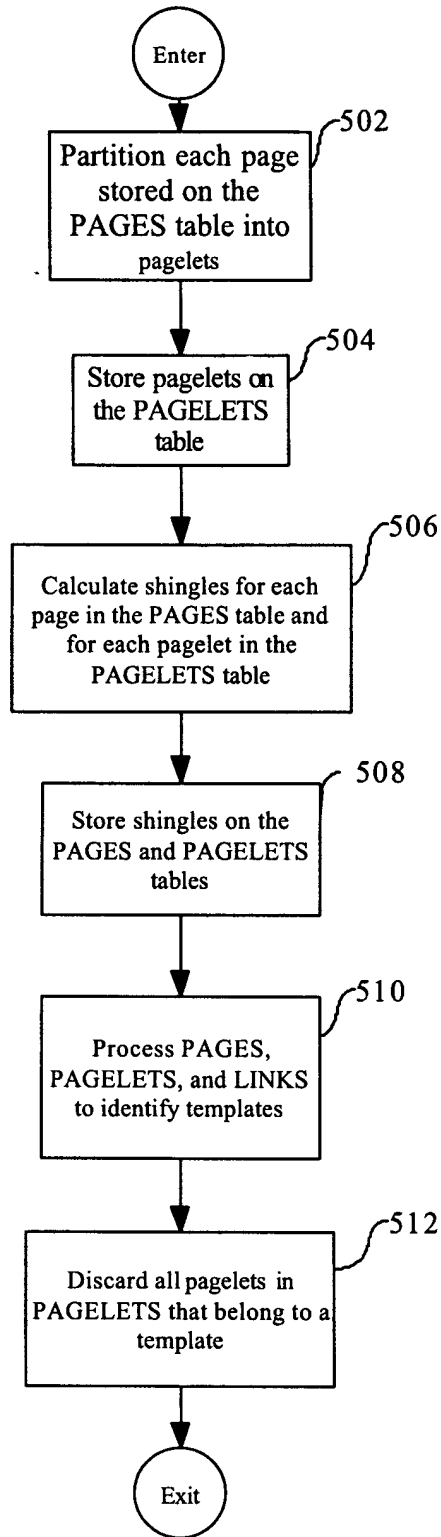 Enter
502
Partition each page
stored on the
PAGES table into
pagelets
504
Store pagelets on
the PAGELETS
table
506
Calculate shingles for each
page in the PAGES table and
for each pagelet in the
PAGELETS table
508
Store shingles on the
PAGES and PAGELETS
tables
510
Process PAGES,
PAGELETS, and LINKS
to identify templates
512
Discard all pagelets in
PAGELETS that belong to a
template
Exit